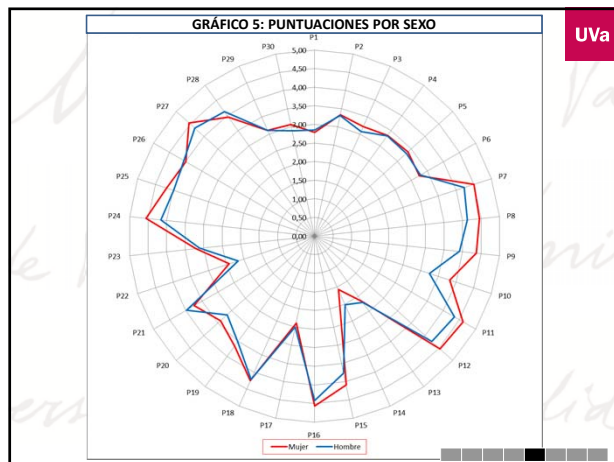 GRÁFICO 5: PUNTUACIONES POR SEXO
UVa
P1
P2
P3
P4
P5
P6
P7
P8
P9
P10
P11
P12
P13
P14
P15
P16
P17
P18
P19
P20
P21
P22
P23
P24
P25
P26
P27
P28
P29
P30
5,00
4,50
4,00
3,50
3,00
2,50
2,00
1,50
1,00
0,50
0,00
Mujer Hombre